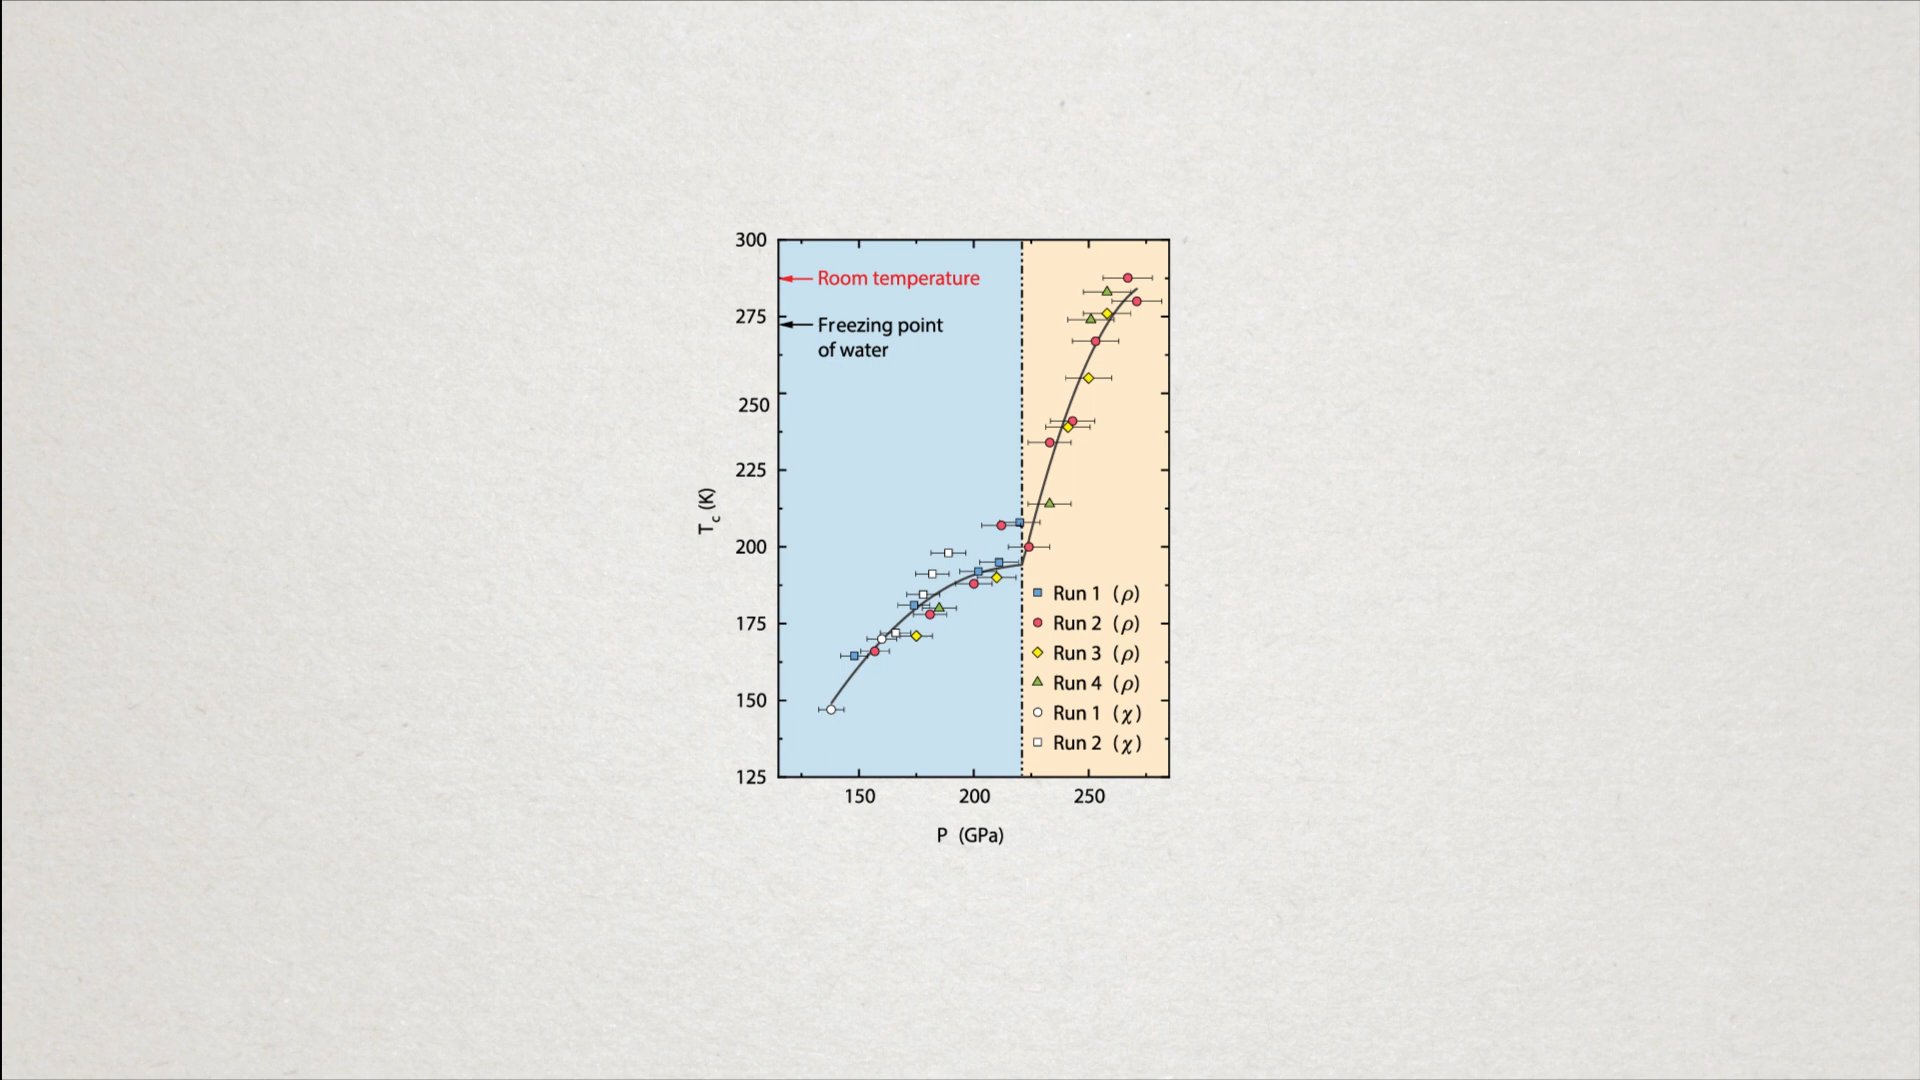 300
Room temperature
275
Freezing point
of water
250
225
T_c (K)
200
175
150
125
Run 1 (ρ)
Run 2 (ρ)
Run 3 (ρ)
Run 4 (ρ)
Run 1 (χ)
Run 2 (χ)
150 200 250
P (GPa)